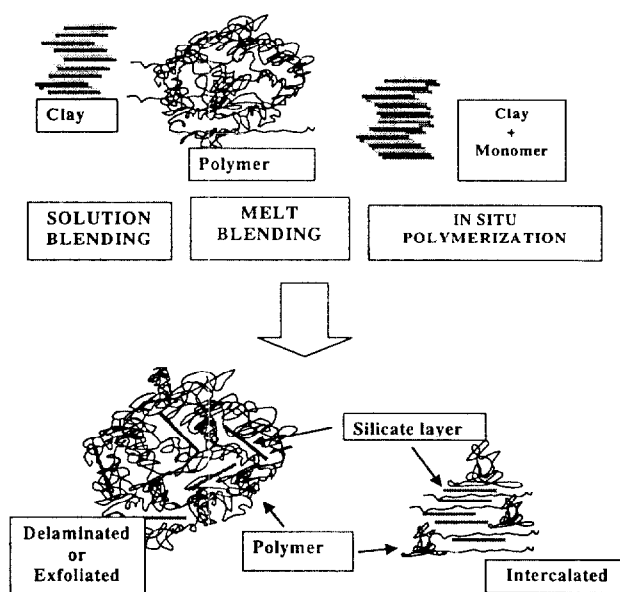 Clay
Polymer
Clay
+
Monomer
SOLUTION
BLENDING
MELT
BLENDING
IN SITU
POLYMERIZATION
Silicate layer
Delaminated
or
Exfoliated
Polymer
Intercalated